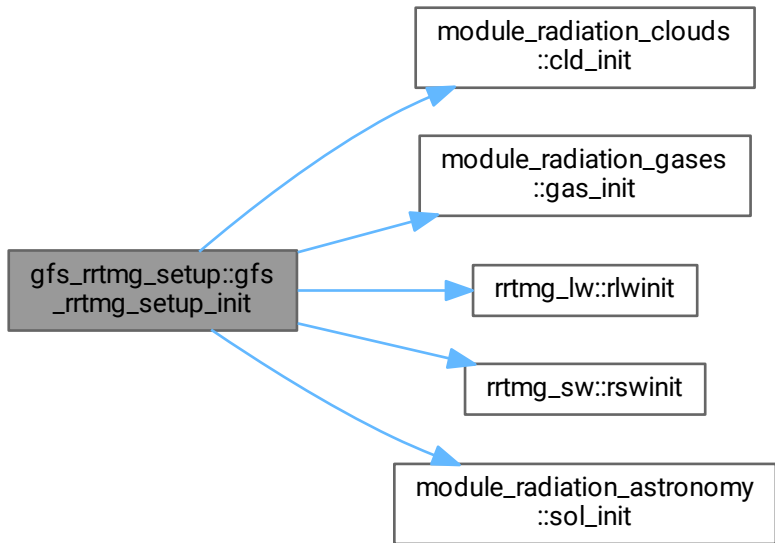 module_radiation_clouds
::cld_init
module_radiation_gases
::gas_init
gfs_rrtmg_setup::gfs
_rrtmg_setup_init
rrtmg_lw::rlwinit
rrtmg_sw::rswinit
module_radiation_astronomy
::sol_init